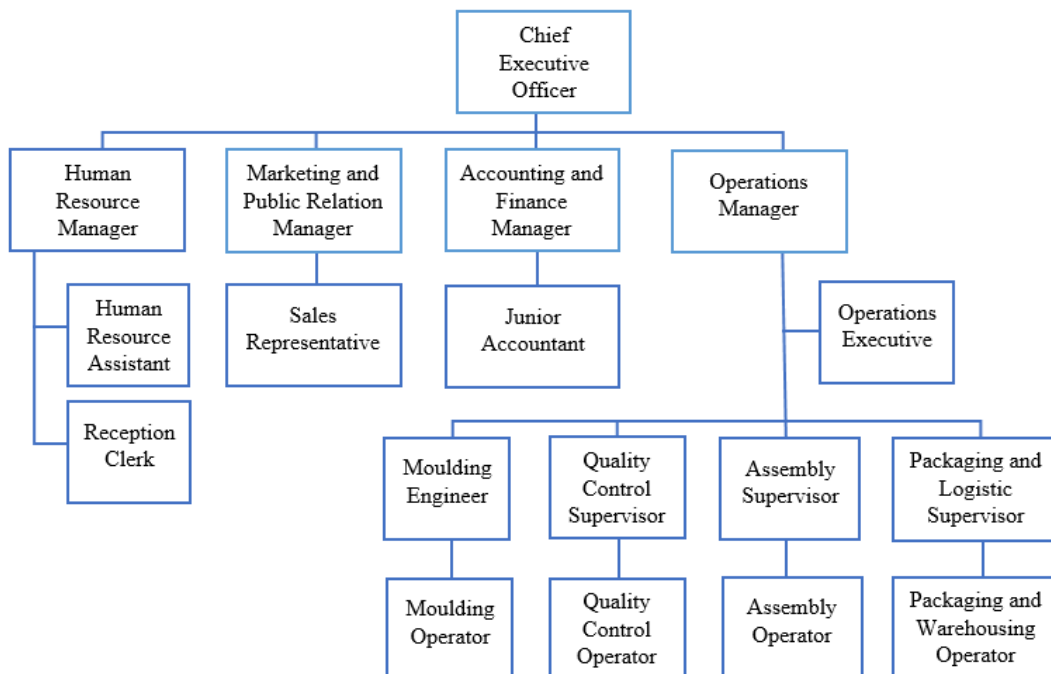 Chief
Executive
Officer
Human
Resource
Manager
Marketing and
Public Relation
Manager
Accounting and
Finance
Manager
Operations
Manager
Human
Resource
Assistant
Sales
Representative
Junior
Accountant
Operations
Executive
Reception
Clerk
Moulding
Engineer
Quality
Control
Supervisor
Assembly
Supervisor
Packaging and
Logistic
Supervisor
Moulding
Operator
Quality
Control
Operator
Assembly
Operator
Packaging and
Warehousing
Operator